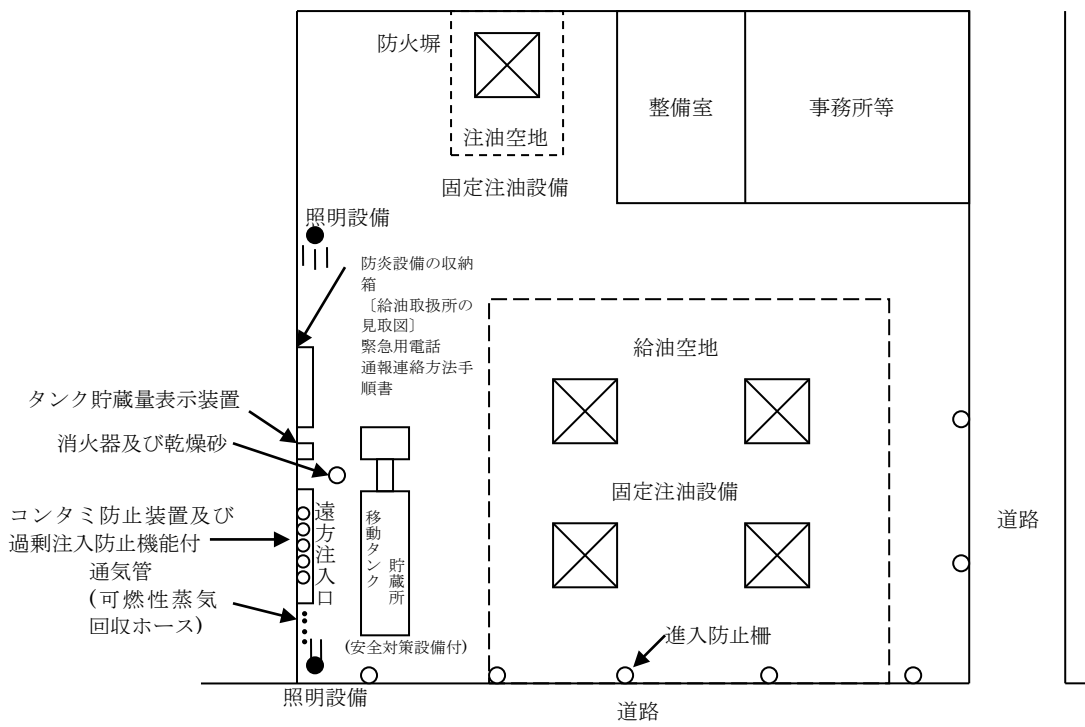 防火塀
整備室
事務所等
注油空地
固定注油設備
照明設備
防炎設備の収納
箱
〔給油取扱所の
見取図〕
緊急用電話
通報連絡方法手
順書
給油空地
タンク貯蔵量表示装置
消火器及び乾燥砂
固定注油設備
コンタミ防止装置及び
過剰注入防止機能付
遠方注入口
移動タンク
貯蔵所
道路
通気管
(可燃性蒸気
回収ホース)
(安全対策設備付)
進入防止柵
照明設備
道路